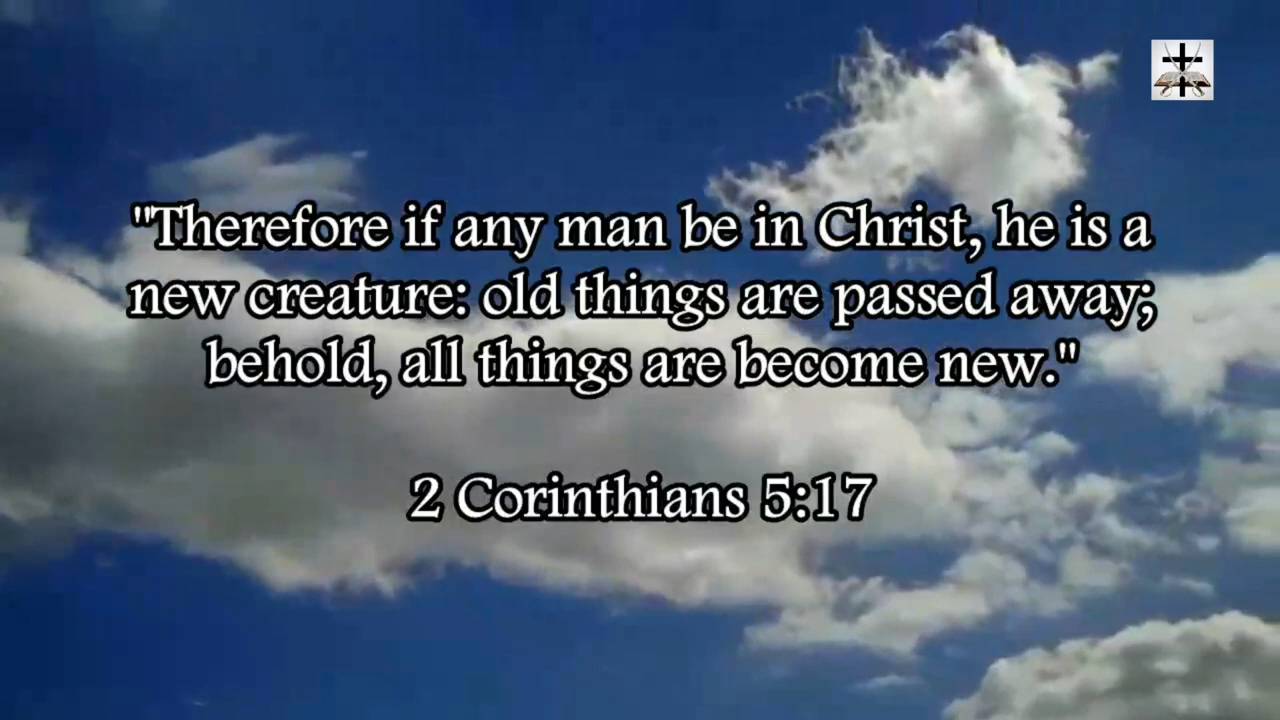 "Therefore if any man be in Christ, he is a
new creature: old things are passed away;
behold, all things are become new."
2 Corinthians 5:17